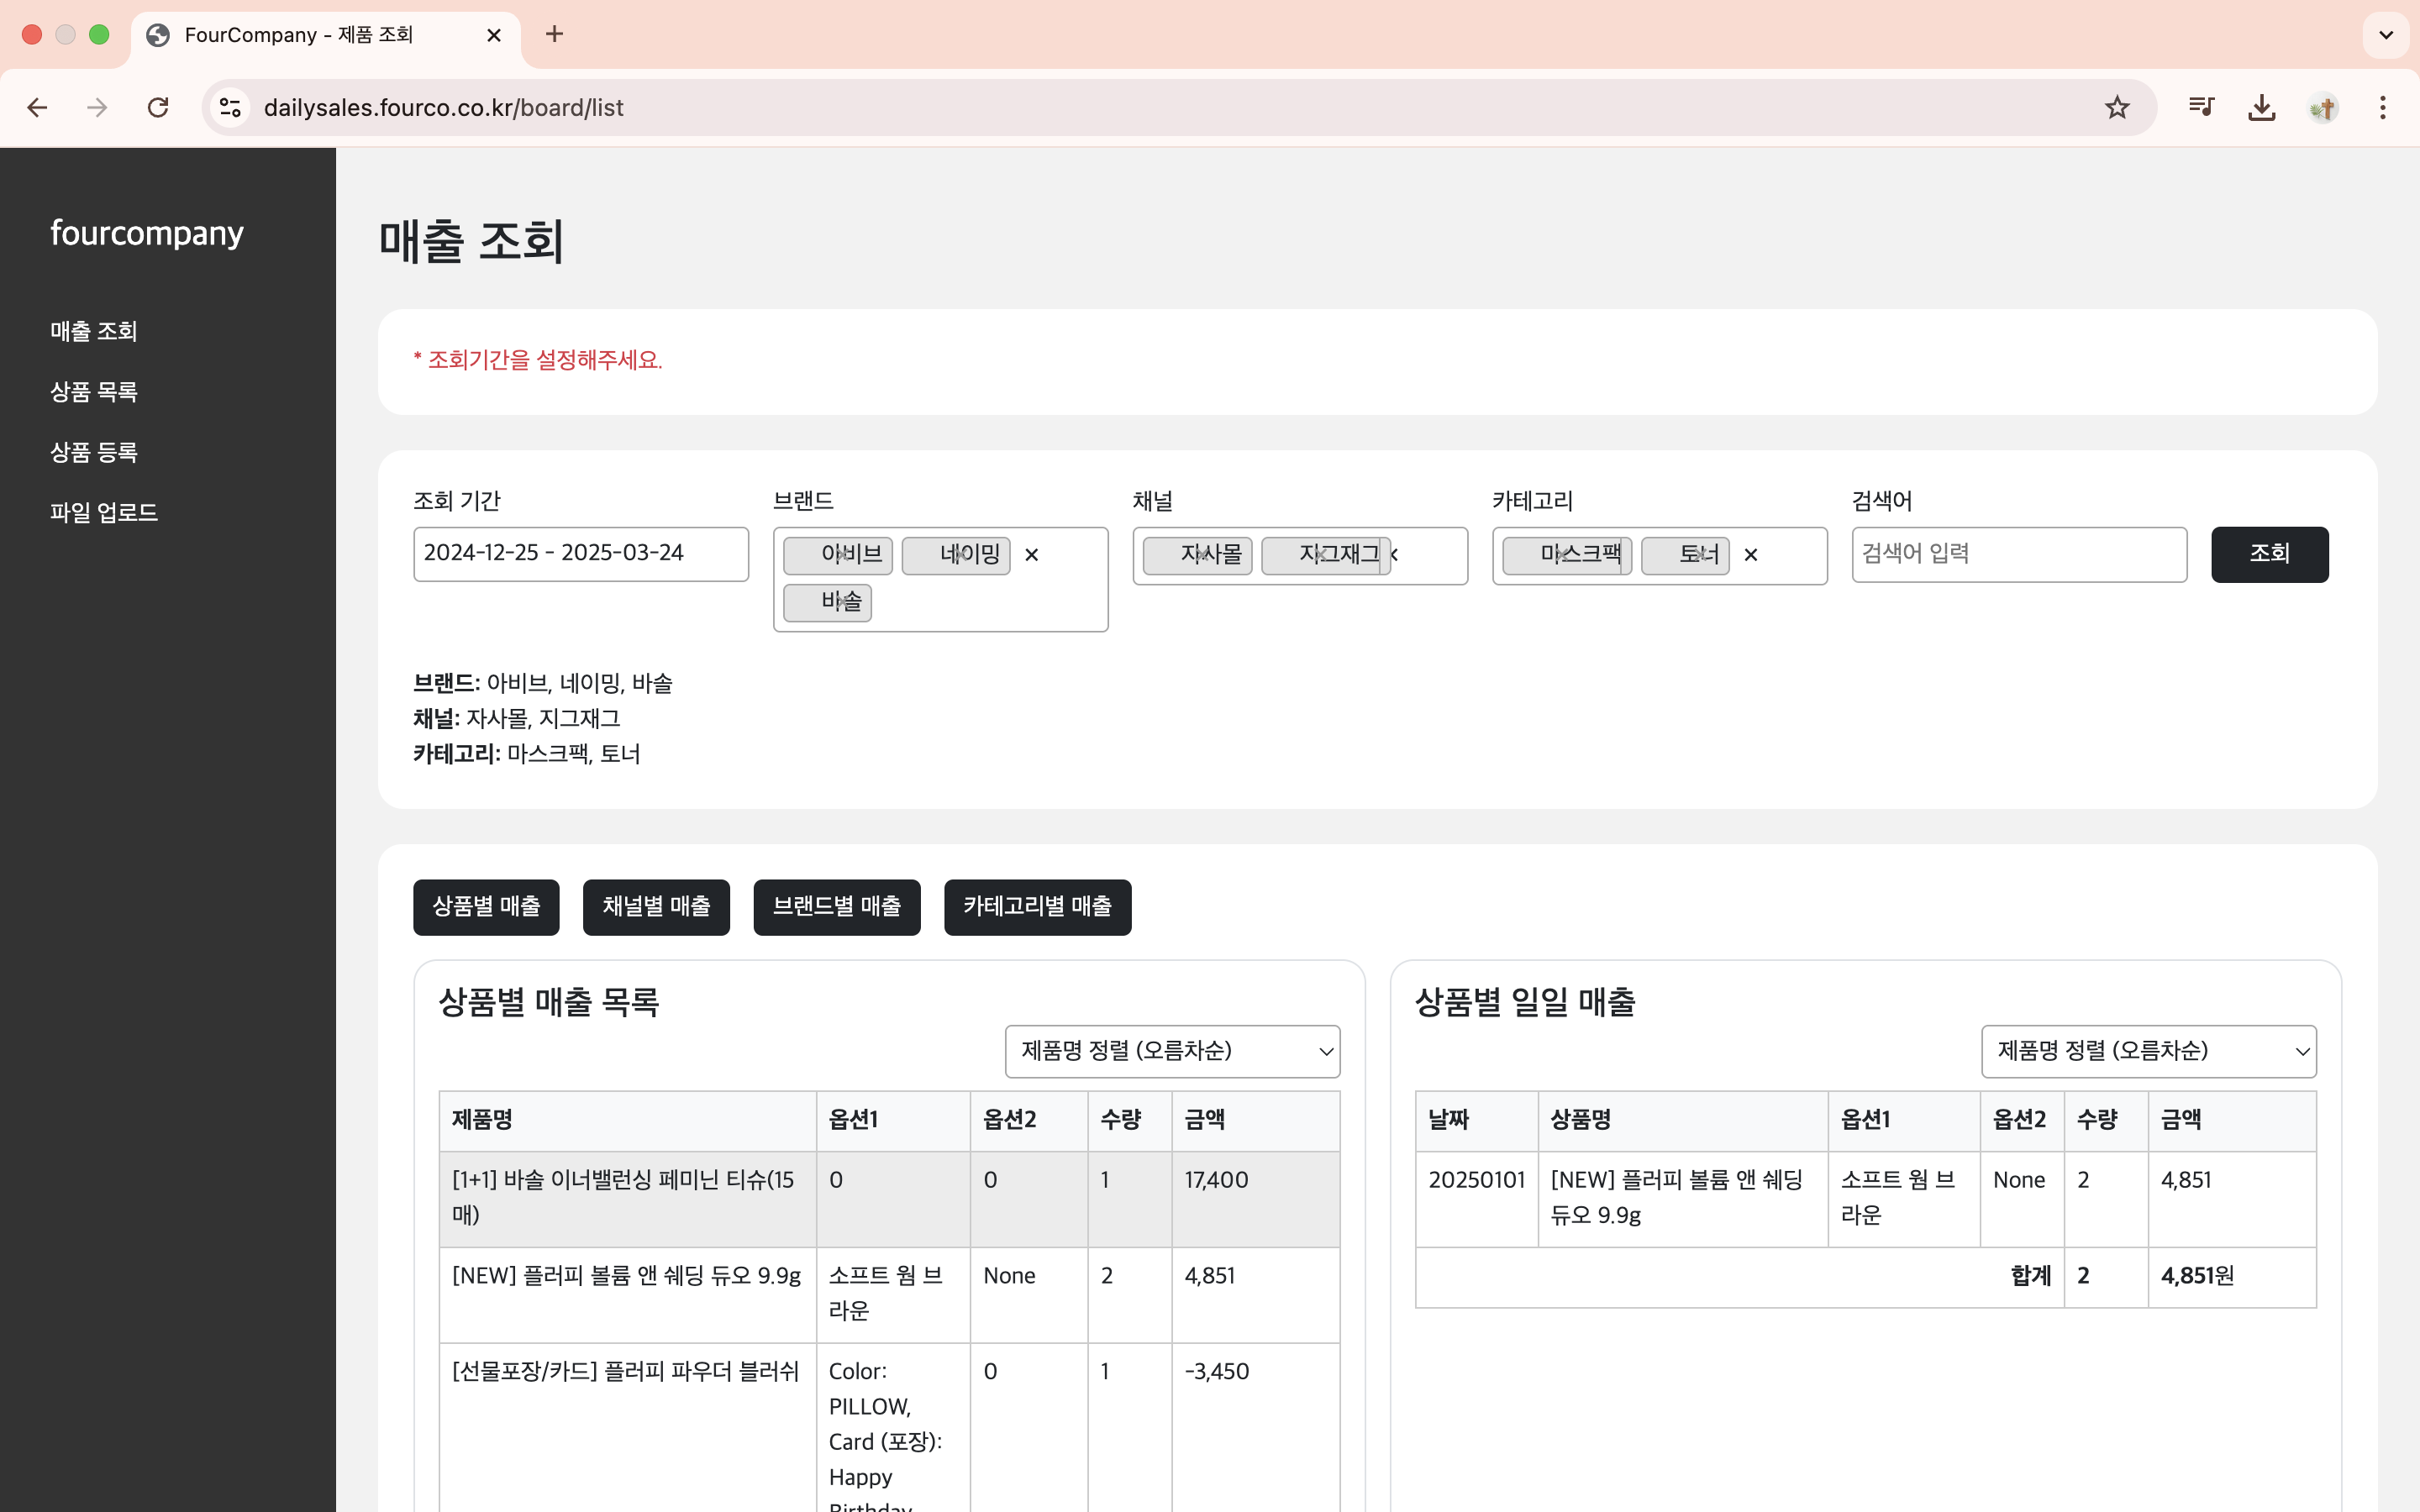 FourCompany - 제품 조회
dailysales.fourco.co.kr/board/list
fourcompany
매출 조회
상품 목록
상품 등록
파일 업로드
매출 조회
* 조회기간을 설정해주세요.
조회 기간
2024-12-25 - 2025-03-24
브랜드
아비브 네이밍 ×
바솔
채널
자사몰 지그재그 ×
카테고리
마스크팩 토너 ×
검색어
검색어 입력
조회
브랜드: 아비브, 네이밍, 바솔
채널: 자사몰, 지그재그
카테고리: 마스크팩, 토너
상품별 매출 채널별 매출 브랜드별 매출 카테고리별 매출
상품별 매출 목록
제품명 정렬 (오름차순)
제품명 옵션1 옵션2 수량 금액
[1+1] 바솔 이너밸런싱 페미닌 티슈(15 0 0 1 17,400
매)
[NEW] 플러피 볼륨 앤 쉐딩 듀오 9.9g 소프트 웜 브 None 2 4,851
라운
[선물포장/카드] 플러피 파우더 블러쉬 Color: 0 1 -3,450
PILLOW,
Card (포장):
Happy
Birthday
상품별 일일 매출
제품명 정렬 (오름차순)
날짜 상품명 옵션1 옵션2 수량 금액
20250101 [NEW] 플러피 볼륨 앤 쉐딩 소프트 웜 브 None 2 4,851
듀오 9.9g 라운
합계 2 4,851원